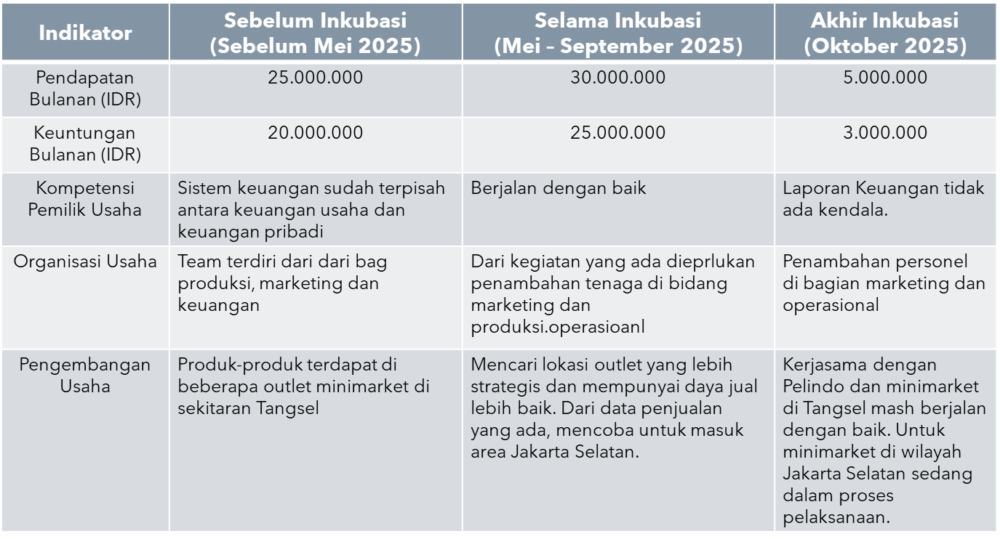 Indikator
Sebelum Inkubasi
(Sebelum Mei 2025)
Selama Inkubasi
(Mei – September 2025)
Akhir Inkubasi
(Oktober 2025)
Pendapatan
Bulanan (IDR)
25.000.000
30.000.000
5.000.000
Keuntungan
Bulanan (IDR)
20.000.000
25.000.000
3.000.000
Kompetensi
Pemilik Usaha
Sistem keuangan sudah terpisah
antara keuangan usaha dan
keuangan pribadi
Berjalan dengan baik
Laporan Keuangan tidak
ada kendala.
Organisasi Usaha
Team terdiri dari dari bag
produksi, marketing dan
keuangan
Dari kegiatan yang ada dieprlukan
penambahan tenaga di bidang
marketing dan
produksi.operasioanl
Penambahan personel
di bagian marketing dan
operasional
Pengembangan
Usaha
Produk-produk terdapat di
beberapa outlet minimarket di
sekitaran Tangsel
Mencari lokasi outlet yang lebih
strategis dan mempunyai daya jual
lebih baik. Dari data penjualan
yang ada, mencoba untuk masuk
area Jakarta Selatan.
Kerjasama dengan
Pelindo dan minimarket
di Tangsel mash berjalan
dengan baik. Untuk
minimarket di wilayah
Jakarta Selatan sedang
dalam proses
pelaksanaan.